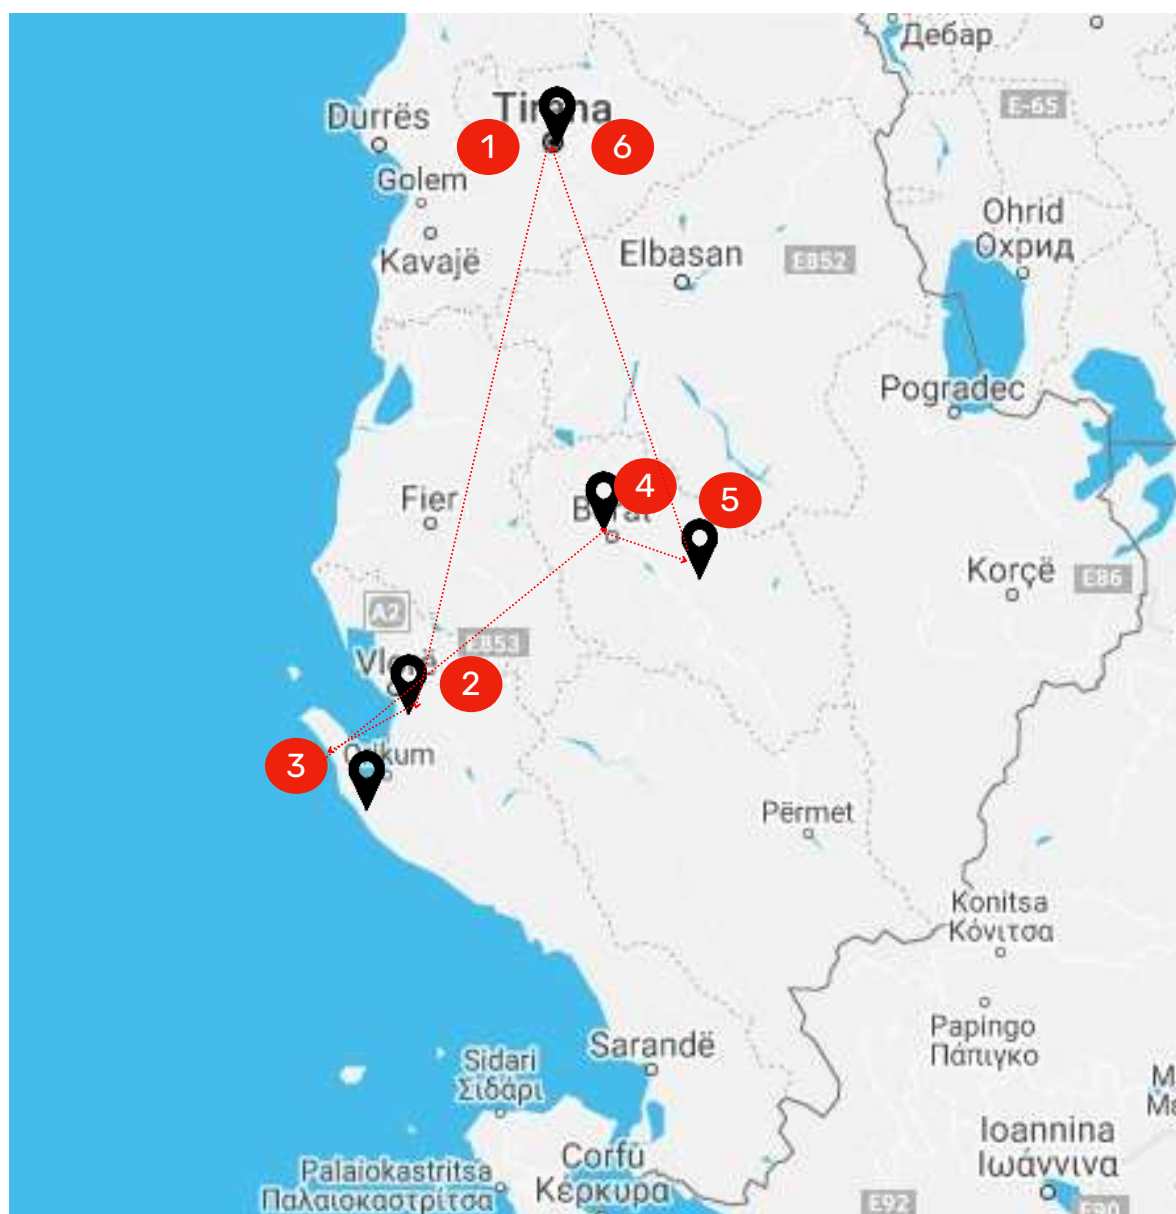 Дебар
E-65
Durrës
1
6
Golem
Ohrid
Охрид
Kavajë
Elbasan
E852
Pogradec
Fier
4
5
Korçë
E86
A2
E853
2
3
Përmet
Konitsa
Κόνιτσα
Papingo
Πάπιγκο
Sarandë
Sidari
Σιδάρι
Ioannina
Ιωάννινα
Corfu
Κέρκυρα
Palaiokastritsa
Παλαιοκαστρίτσα
E92
E90